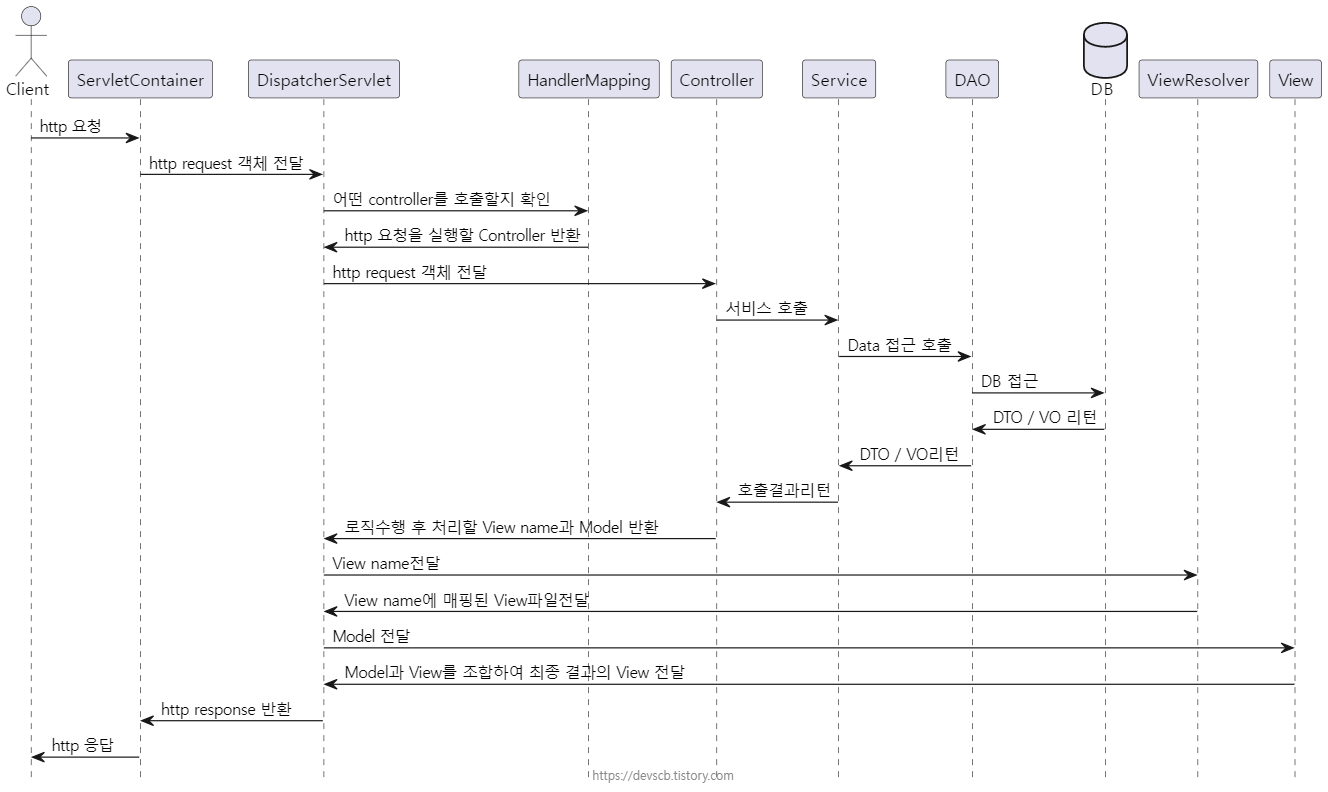 Client
ServletContainer
DispatcherServlet
HandlerMapping
Controller
Service
DAO
DB
ViewResolver
View
http 요청
http request 객체 전달
어떤 controller를 호출할지 확인
http 요청을 실행할 Controller 반환
http request 객체 전달
서비스 호출
Data 접근 호출
DB 접근
DTO / VO 리턴
DTO / VO리턴
호출결과리턴
로직수행 후 처리할 View name과 Model 반환
View name전달
View name에 매핑된 View파일전달
Model 전달
Model과 View를 조합하여 최종 결과의 View 전달
http response 반환
http 응답
https://devscb.tistory.com